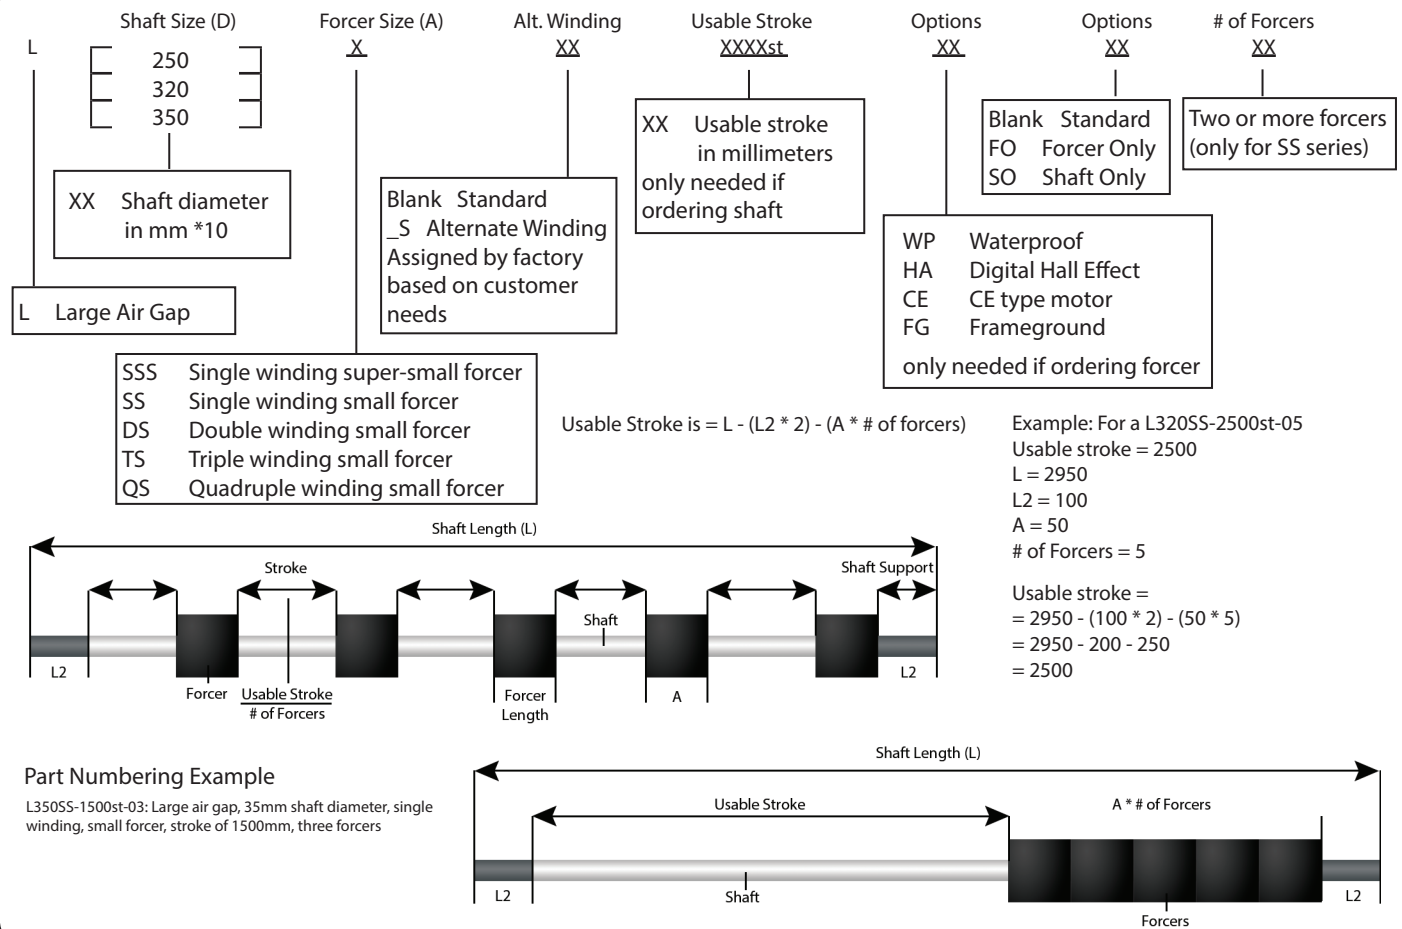 Shaft Size (D)
Forcer Size (A)
Alt. Winding
Usable Stroke
Options
Options
# of Forcers
L
250
320
350
X
XX
XXXXst
XX
XX
XX
XX Shaft diameter
in mm *10
L Large Air Gap
Blank Standard
_S Alternate Winding
Assigned by factory
based on customer
needs
XX Usable stroke
in millimeters
only needed if
ordering shaft
Blank Standard
FO Forcer Only
SO Shaft Only
Two or more forcers
(only for SS series)
WP Waterproof
HA Digital Hall Effect
CE CE type motor
FG Frameground
only needed if ordering forcer
SSS Single winding super-small forcer
SS Single winding small forcer
DS Double winding small forcer
TS Triple winding small forcer
QS Quadruple winding small forcer
Usable Stroke is = L - (L2 * 2) - (A * # of forcers)
Example: For a L320SS-2500st-05
Usable stroke = 2500
L = 2950
L2 = 100
A = 50
# of Forcers = 5
Usable stroke =
= 2950 - (100 * 2) - (50 * 5)
= 2950 - 200 - 250
= 2500
Shaft Length (L)
Stroke
Shaft Support
Shaft
L2
Forcer
Usable Stroke
# of Forcers
Forcer
Length
A
L2
Part Numbering Example
L350SS-1500st-03: Large air gap, 35mm shaft diameter, single
winding, small forcer, stroke of 1500mm, three forcers
Shaft Length (L)
Usable Stroke
A * # of Forcers
L2
Shaft
Forcers
L2